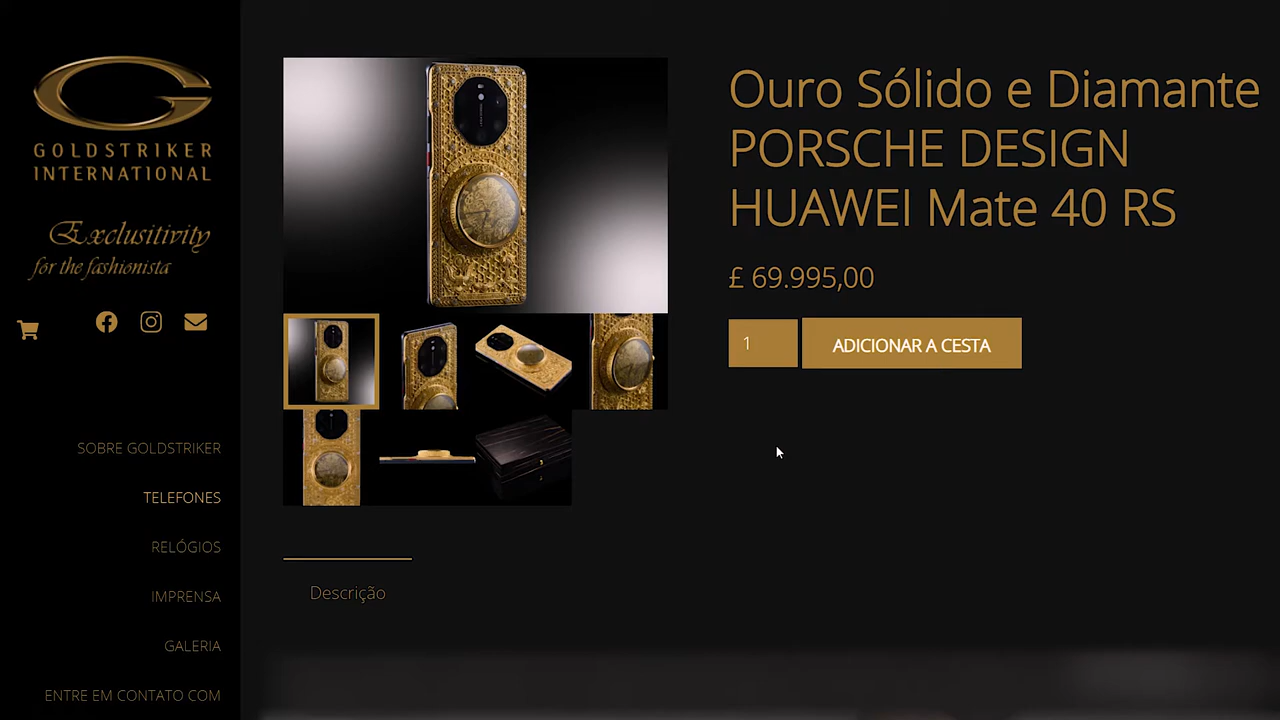 GOLDSTRIKER
INTERNATIONAL
Exclusitivity
for the fashionista
SOBRE GOLDSTRIKER
TELEFONES
RELÓGIOS
IMPRENSA
GALERIA
ENTRE EM CONTATO COM
Ouro Sólido e Diamante
PORSCHE DESIGN
HUAWEI Mate 40 RS
£ 69.995,00
1
ADICIONAR A CESTA
Descrição